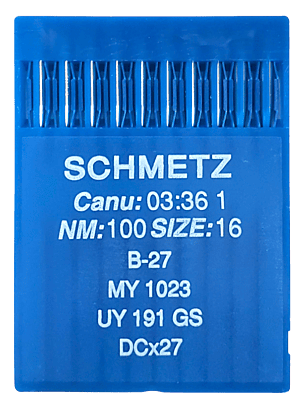 SCHMETZ
Canu: 03:36 1
NM:100 SIZE:16
B-27
MY 1023
UY 191 GS
DCx27